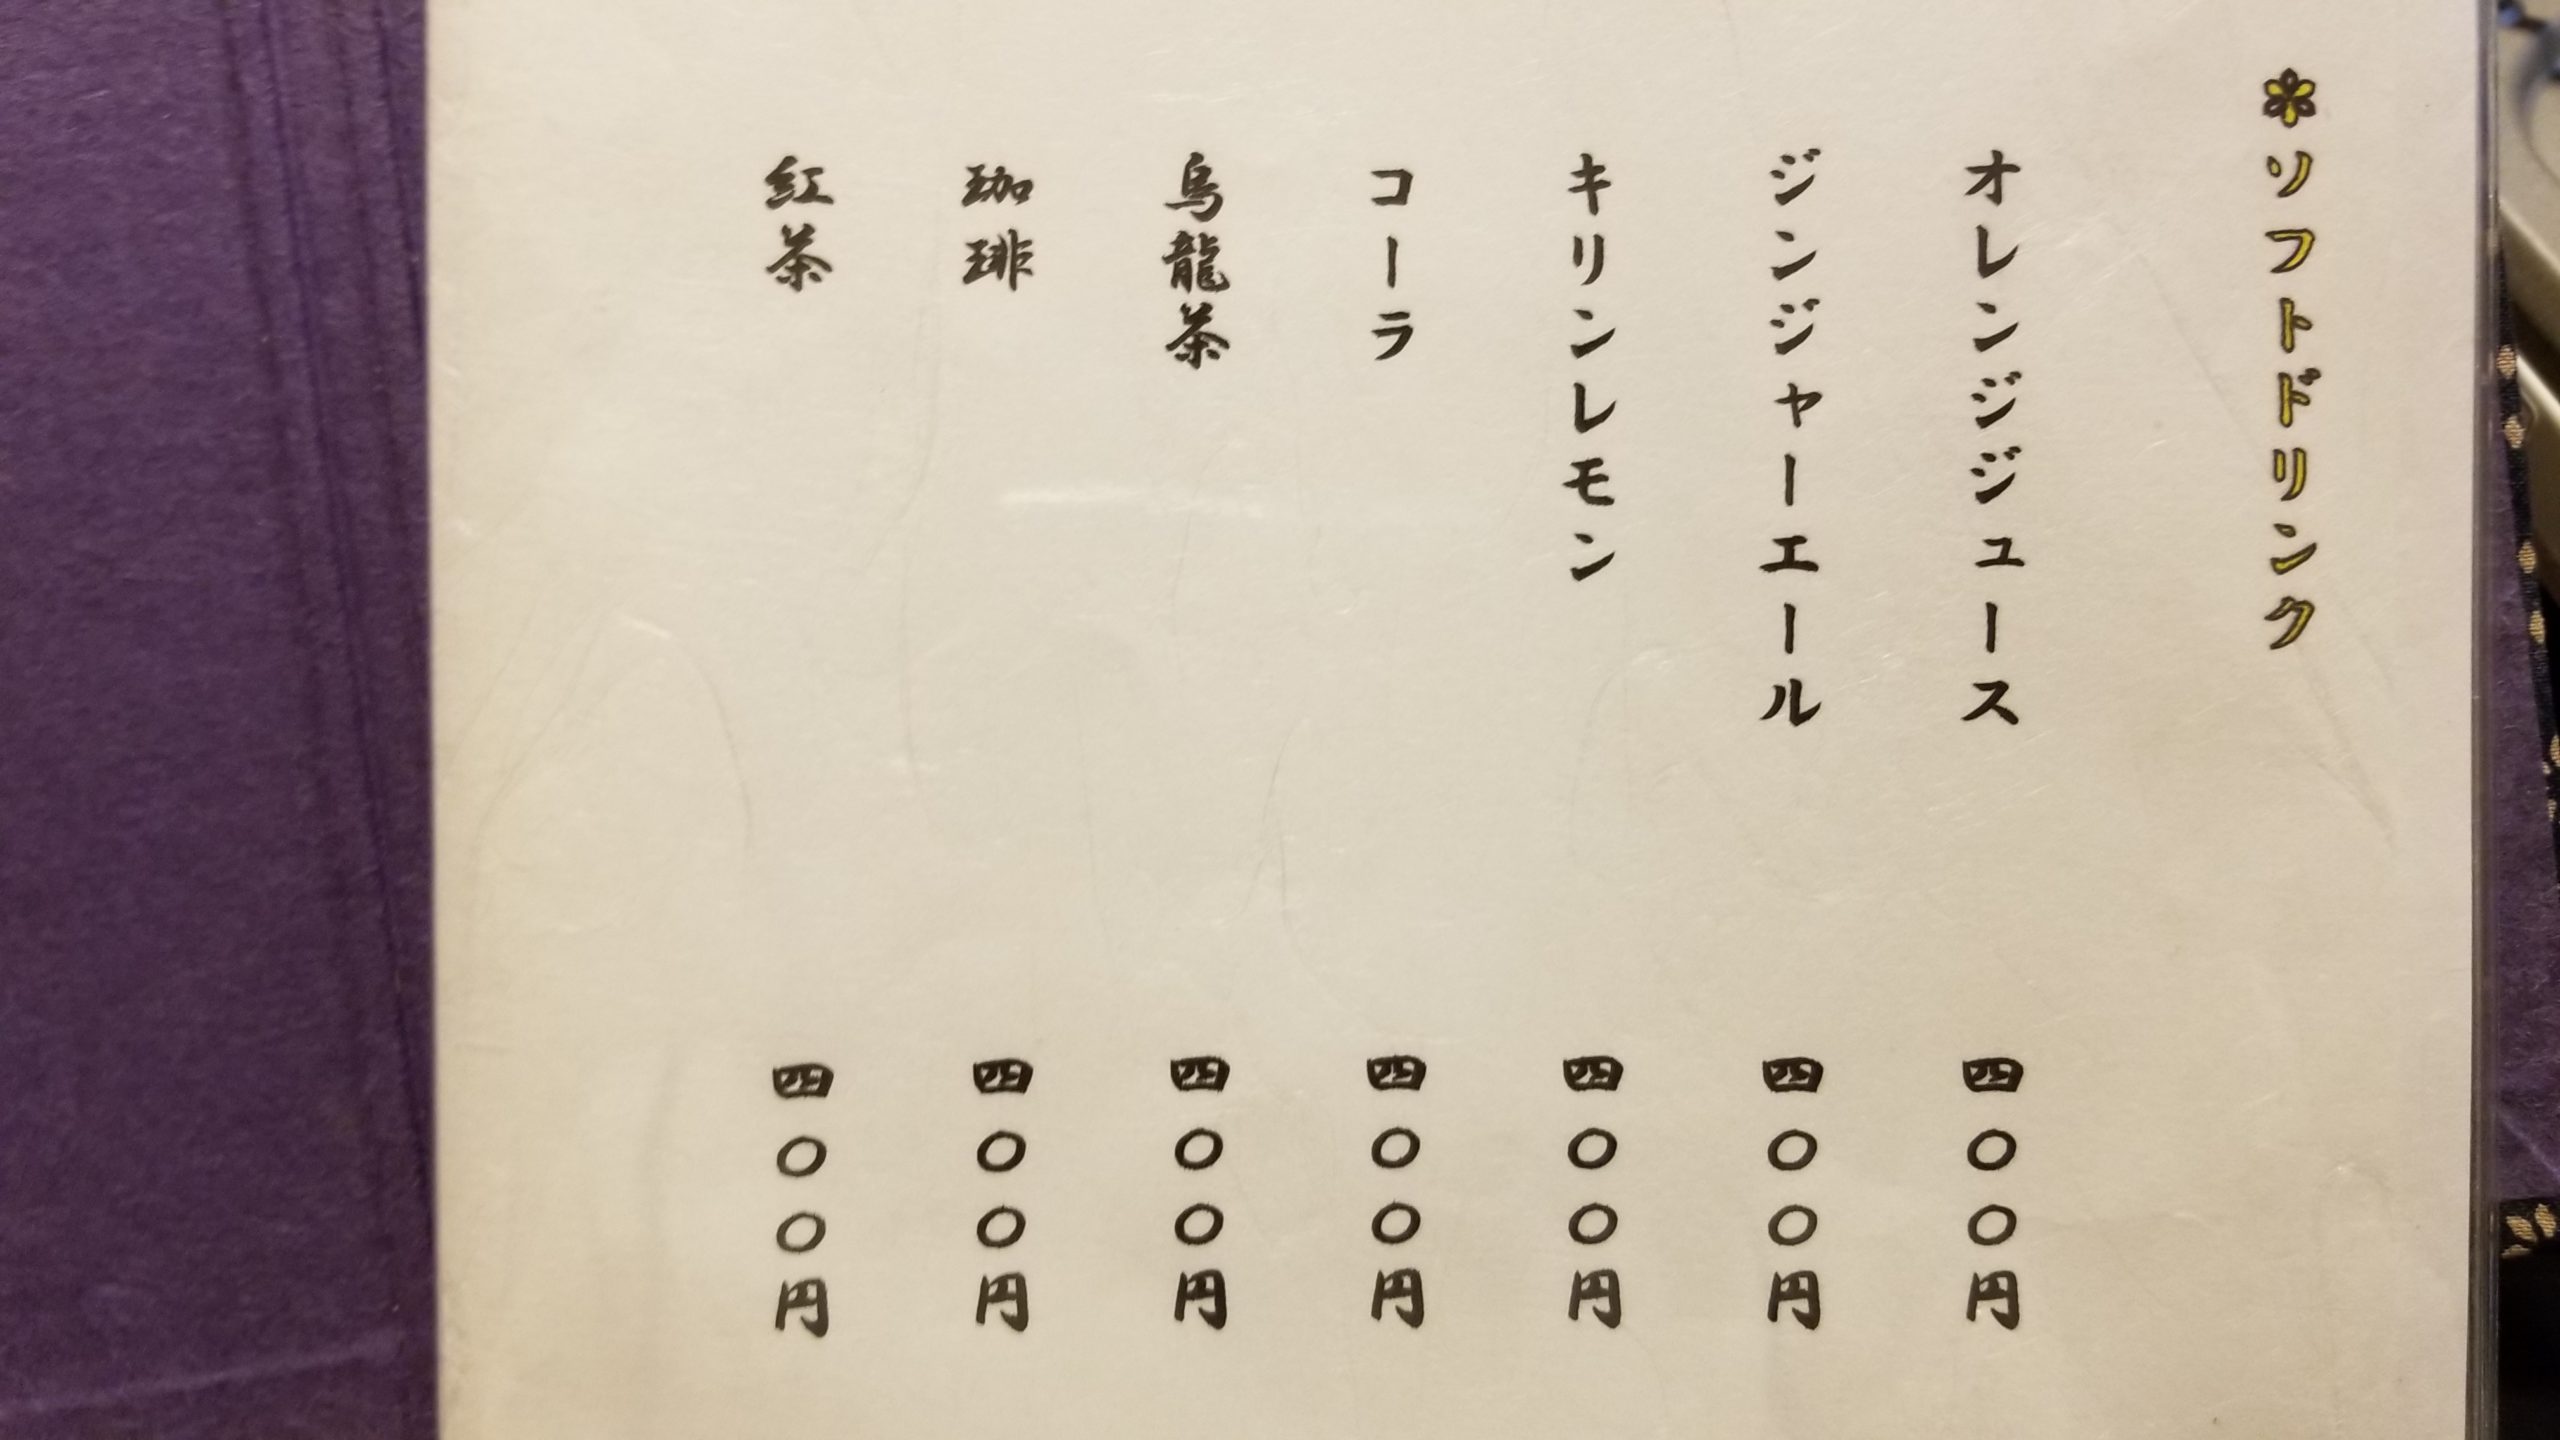 ソフトドリンク
オレンジジュース 四〇〇円
ジンジャーエール 四〇〇円
キリンレモン 四〇〇円
コーラ 四〇〇円
烏龍茶 四〇〇円
珈琲 四〇〇円
紅茶 四〇〇円